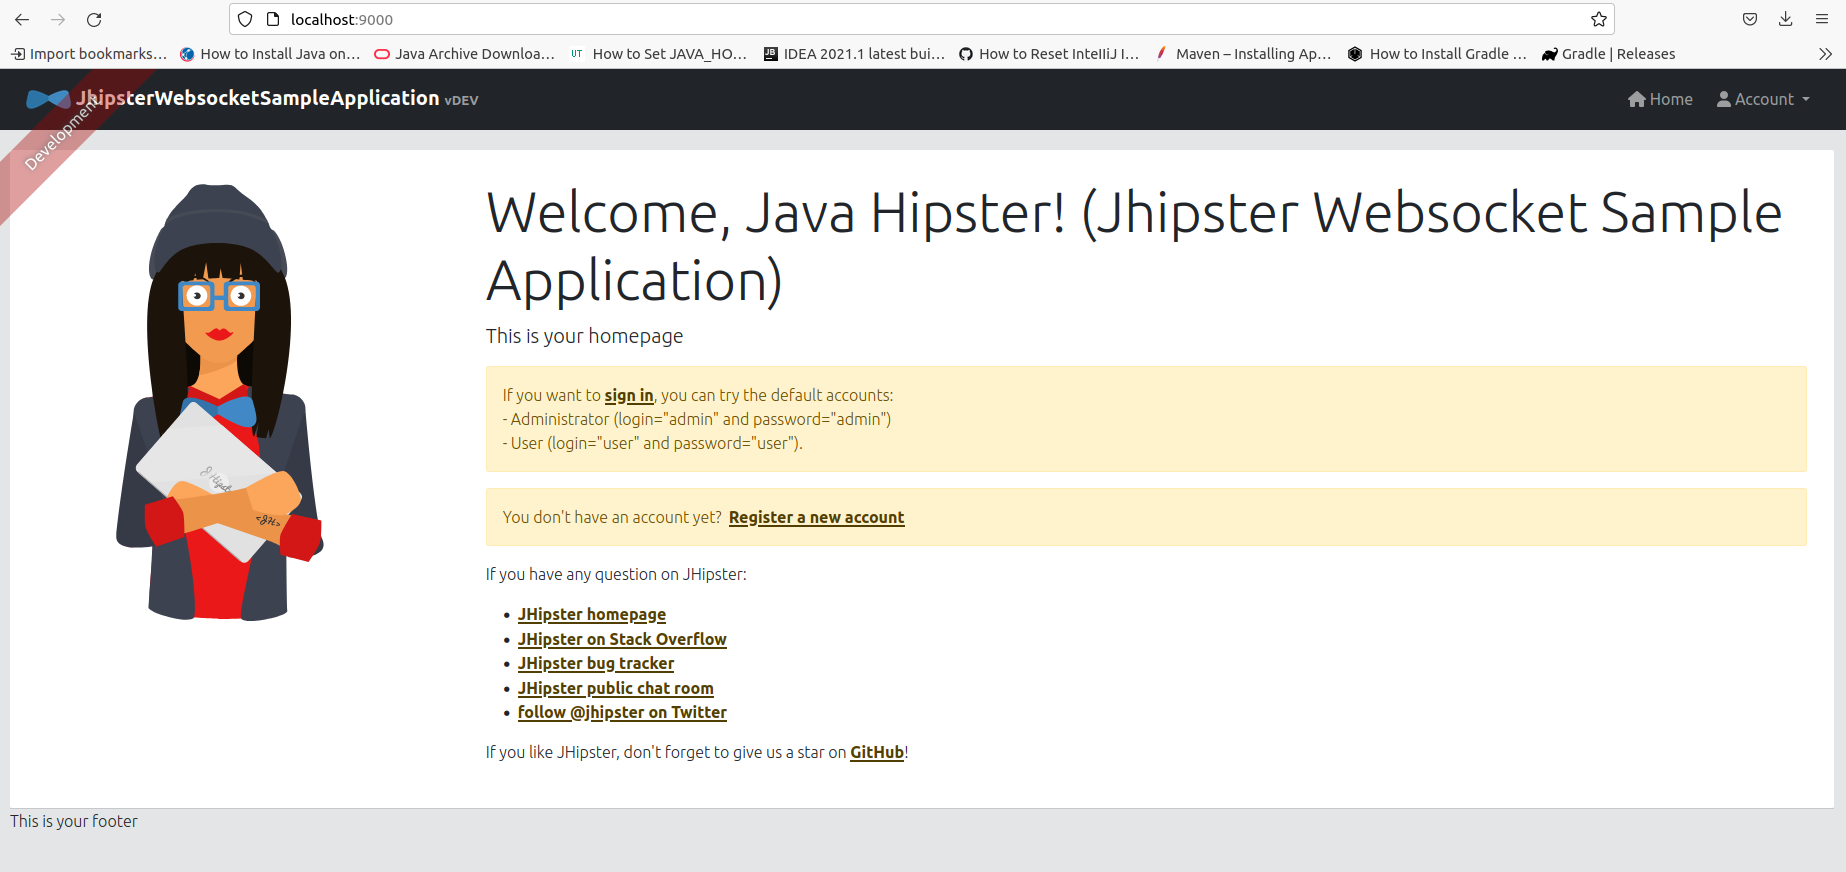 localhost:9000
Import bookmarks... How to Install Java on... Java Archive Downloa... UT How to Set JAVA_HO... JB IDEA 2021.1 latest bui... How to Reset IntelliJ I... Maven – Installing Ap... How to Install Gradle ... Gradle | Releases
JhipsterWebsocketSampleApplication vDEV Home Account
Development
Welcome, Java Hipster! (Jhipster Websocket Sample
Application)
This is your homepage
If you want to sign in, you can try the default accounts:
- Administrator (login="admin" and password="admin")
- User (login="user" and password="user").
You don't have an account yet? Register a new account
If you have any question on JHipster:
• JHipster homepage
• JHipster on Stack Overflow
• JHipster bug tracker
• JHipster public chat room
• follow @jhipster on Twitter
If you like JHipster, don't forget to give us a star on GitHub!
<JH>
This is your footer